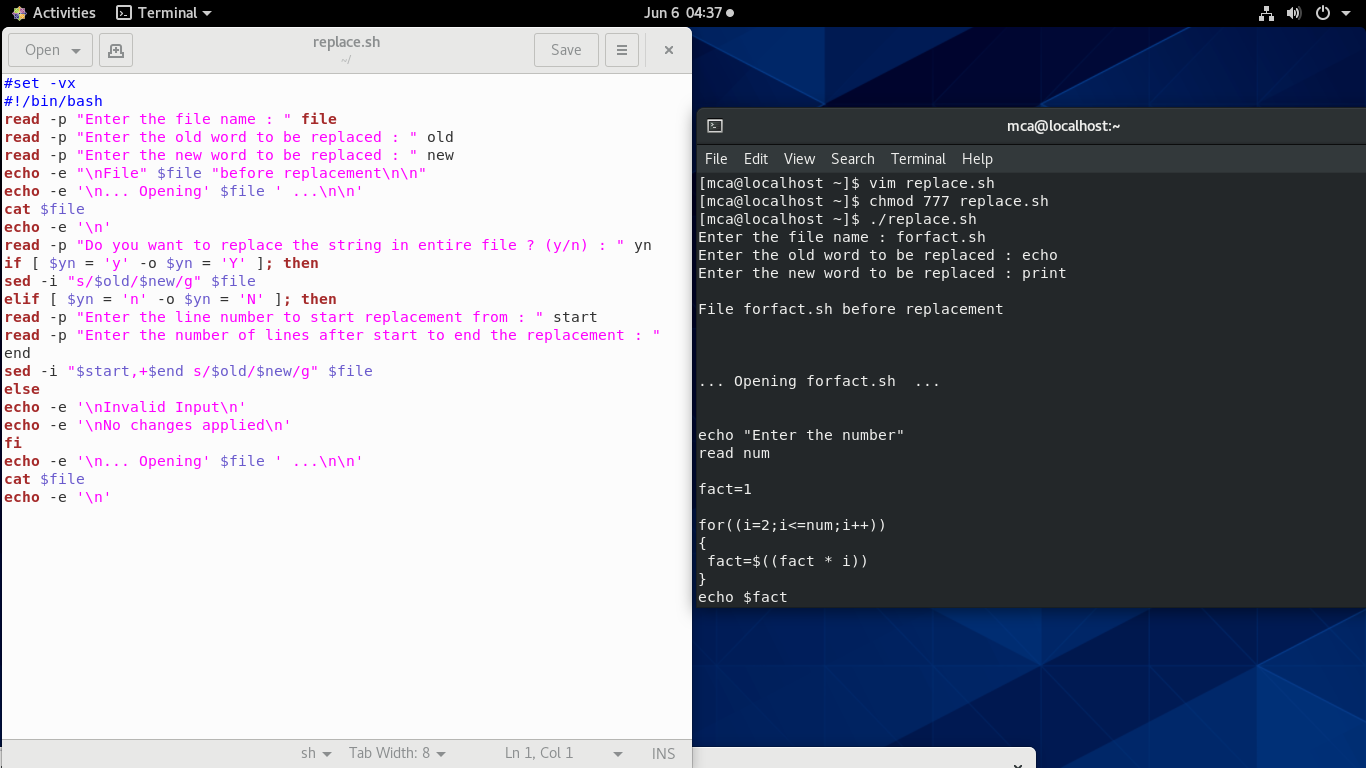 Activities Terminal Jun 6 04:37
Open replace.sh Save
~/
#set -vx
#!/bin/bash
read -p "Enter the file name : " file
read -p "Enter the old word to be replaced : " old
read -p "Enter the new word to be replaced : " new
echo -e "\nFile" $file "before replacement\n\n"
echo -e '\n... Opening' $file ' ...\n\n'
cat $file
echo -e '\n'
read -p "Do you want to replace the string in entire file ? (y/n) : " yn
if [ $yn = 'y' -o $yn = 'Y' ]; then
sed -i "s/$old/$new/g" $file
elif [ $yn = 'n' -o $yn = 'N' ]; then
read -p "Enter the line number to start replacement from : " start
read -p "Enter the number of lines after start to end the replacement : "
end
sed -i "$start,+$end s/$old/$new/g" $file
else
echo -e '\nInvalid Input\n'
echo -e '\nNo changes applied\n'
fi
echo -e '\n... Opening' $file ' ...\n\n'
cat $file
echo -e '\n'
sh Tab Width: 8 Ln 1, Col 1 INS
mca@localhost:~
File Edit View Search Terminal Help
[mca@localhost ~]$ vim replace.sh
[mca@localhost ~]$ chmod 777 replace.sh
[mca@localhost ~]$ ./replace.sh
Enter the file name : forfact.sh
Enter the old word to be replaced : echo
Enter the new word to be replaced : print
File forfact.sh before replacement
... Opening forfact.sh  ...
echo "Enter the number"
read num
fact=1
for((i=2;i<=num;i++))
{
 fact=$((fact * i))
}
echo $fact